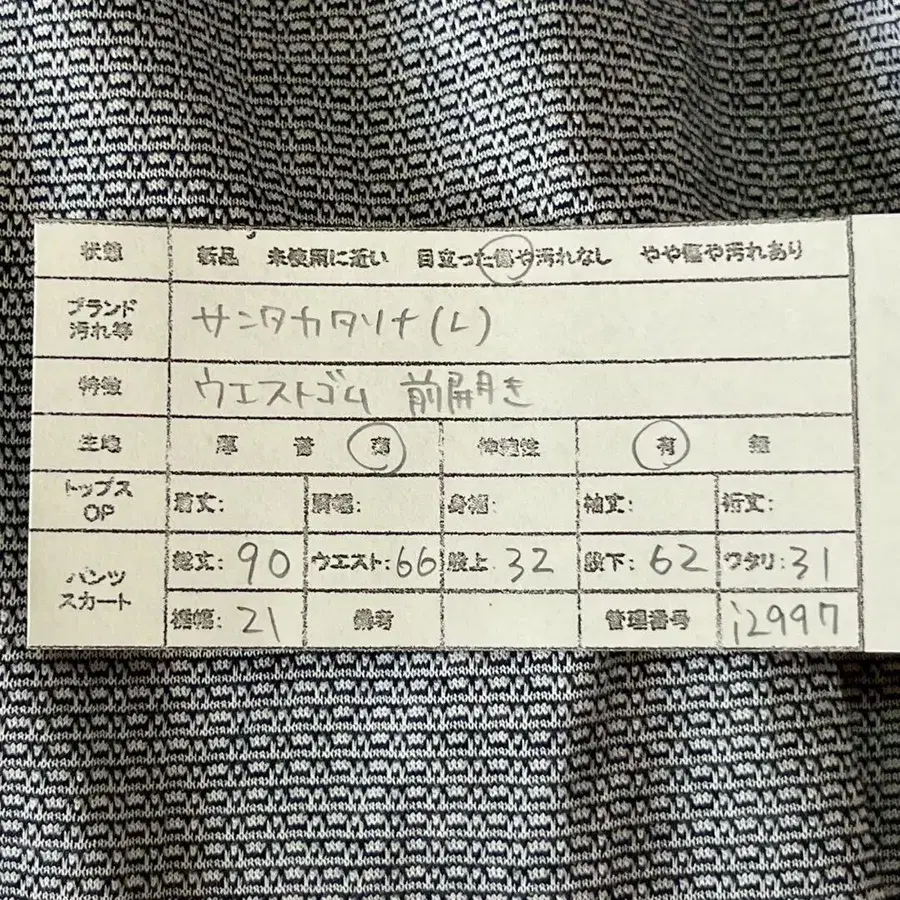 状態 新品 未使用に近い 目立った傷や汚れなし やや傷や汚れあり
ブランド
汚れ等
サンタカタリナ(L)
特徴 ウエストゴム 前開き
生地 厚 普 薄 伸縮性 有 無
トップス
OP
着丈: 肩幅: 身幅: 袖丈: 裄丈:
パンツ
スカート
総丈: 90 ウエスト: 66 股上 32 股下: 62 ワタリ: 31
裾幅: 21 備考 管理番号 i2997